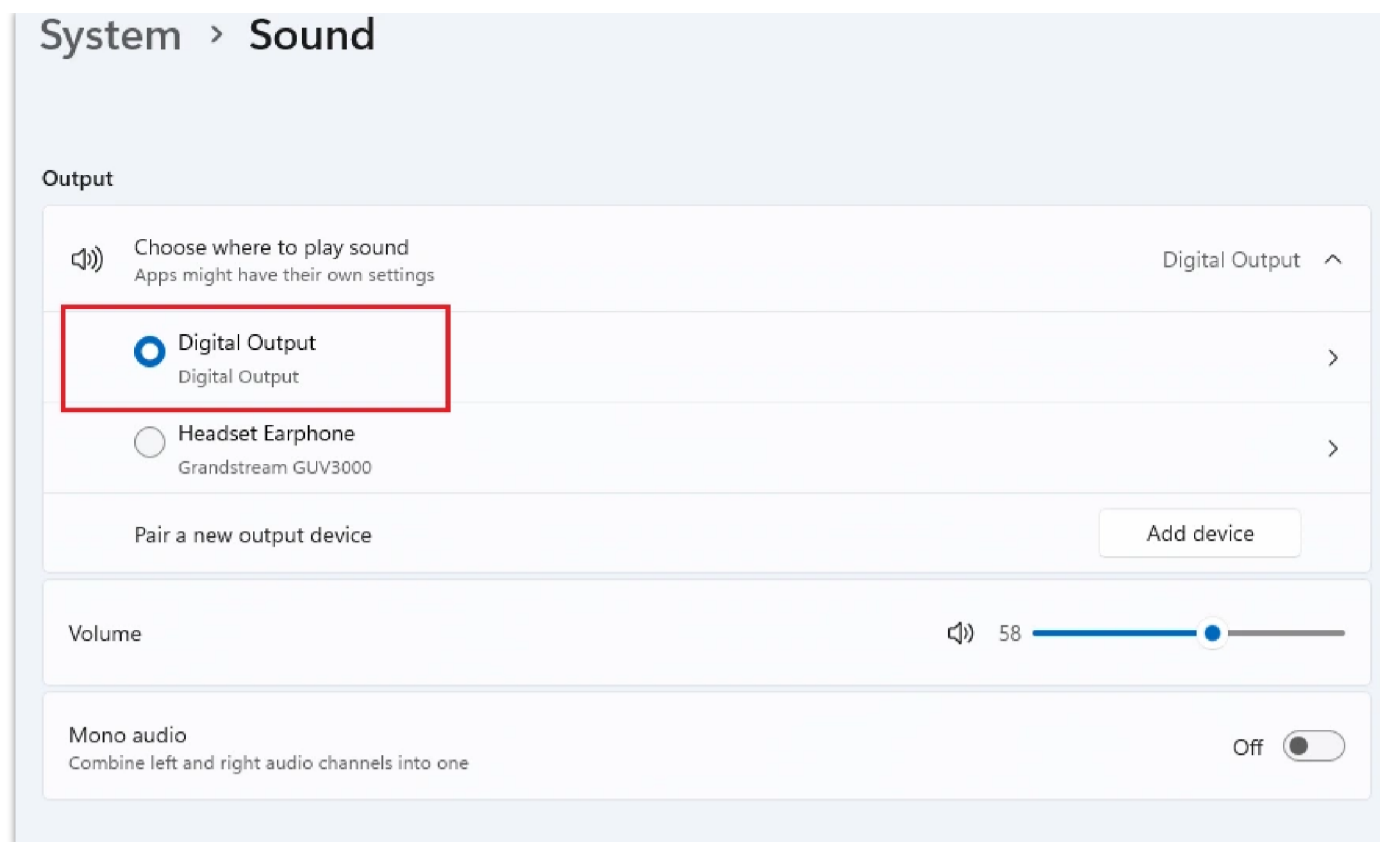 System > Sound
Output
Choose where to play sound
Apps might have their own settings
Digital Output
Digital Output
Digital Output
Headset Earphone
Grandstream GUV3000
Pair a new output device
Add device
Volume
58
Mono audio
Combine left and right audio channels into one
Off